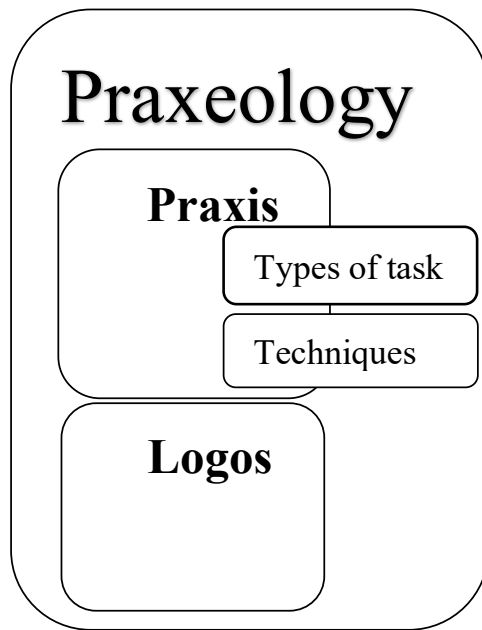 Praxeology
Praxis
Types of task
Techniques
Logos